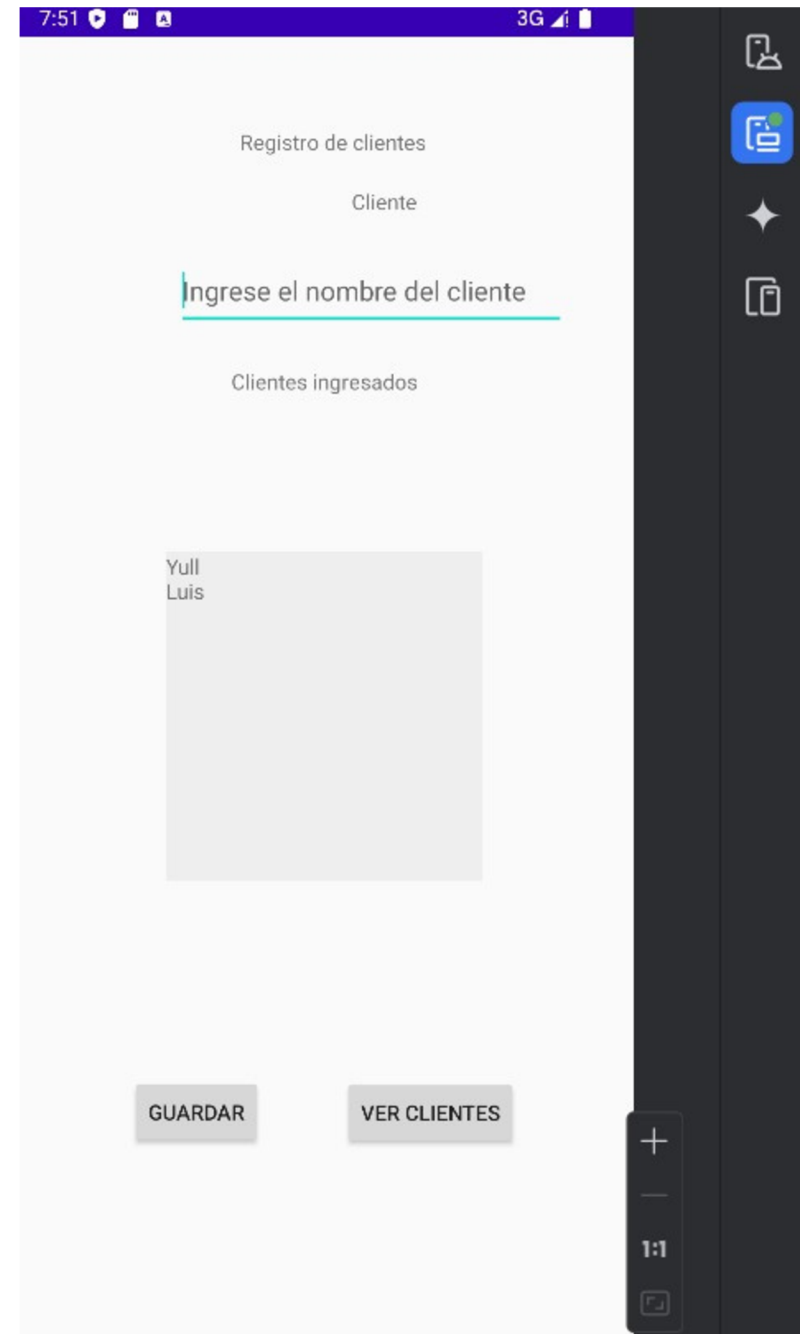 7:51 3G
Registro de clientes
Cliente
Ingrese el nombre del cliente
Clientes ingresados
Yull
Luis
GUARDAR VER CLIENTES
1:1